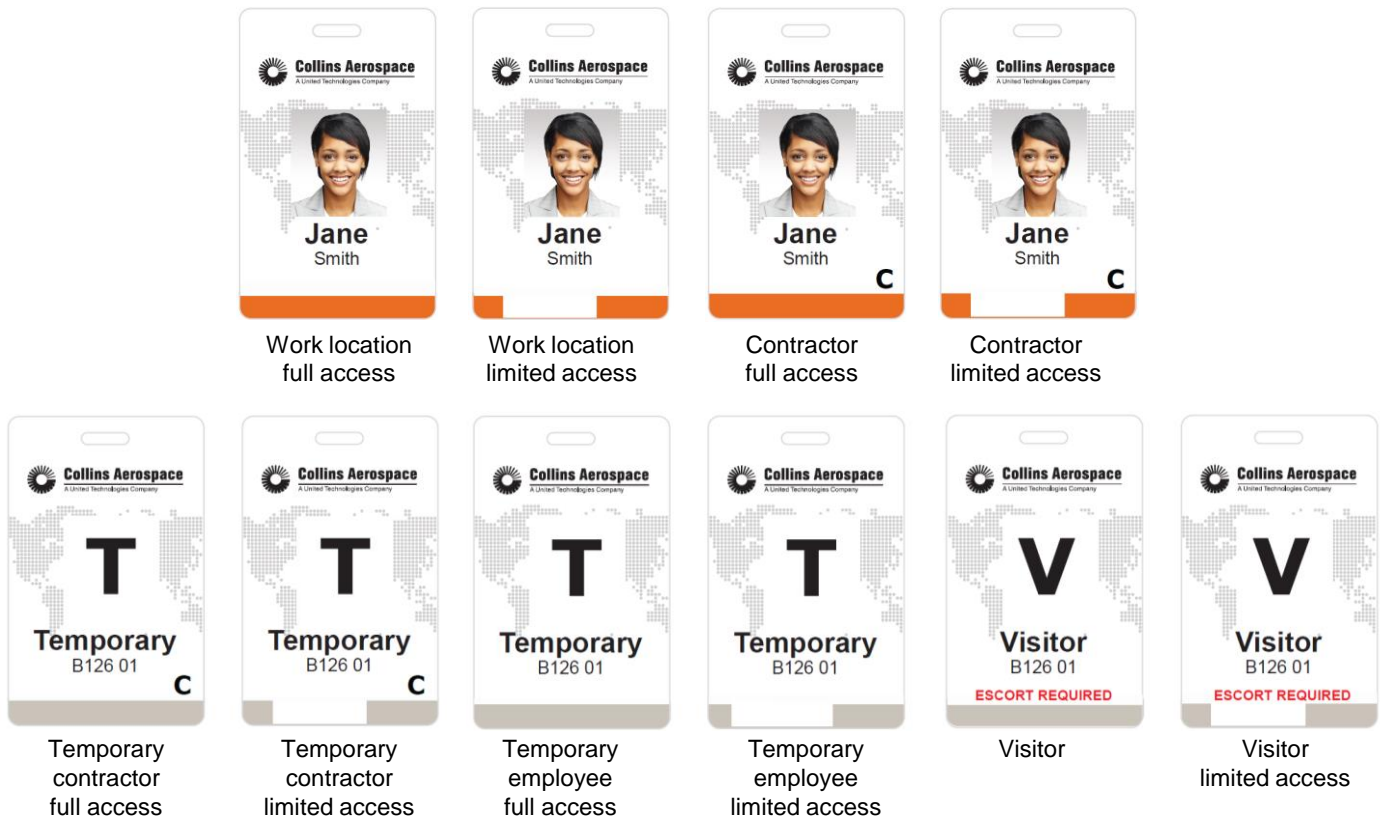 Collins Aerospace
A United Technologies Company
Jane
Smith
Work location
full access
Collins Aerospace
A United Technologies Company
Jane
Smith
Work location
limited access
Collins Aerospace
A United Technologies Company
Jane
Smith
C
Contractor
full access
Collins Aerospace
A United Technologies Company
Jane
Smith
C
Contractor
limited access
Collins Aerospace
A United Technologies Company
T
Temporary
B126 01
C
Temporary
contractor
full access
Collins Aerospace
A United Technologies Company
T
Temporary
B126 01
C
Temporary
contractor
limited access
Collins Aerospace
A United Technologies Company
T
Temporary
B126 01
Temporary
employee
full access
Collins Aerospace
A United Technologies Company
T
Temporary
B126 01
Temporary
employee
limited access
Collins Aerospace
A United Technologies Company
V
Visitor
B126 01
ESCORT REQUIRED
Visitor
Collins Aerospace
A United Technologies Company
V
Visitor
B126 01
ESCORT REQUIRED
Visitor
limited access